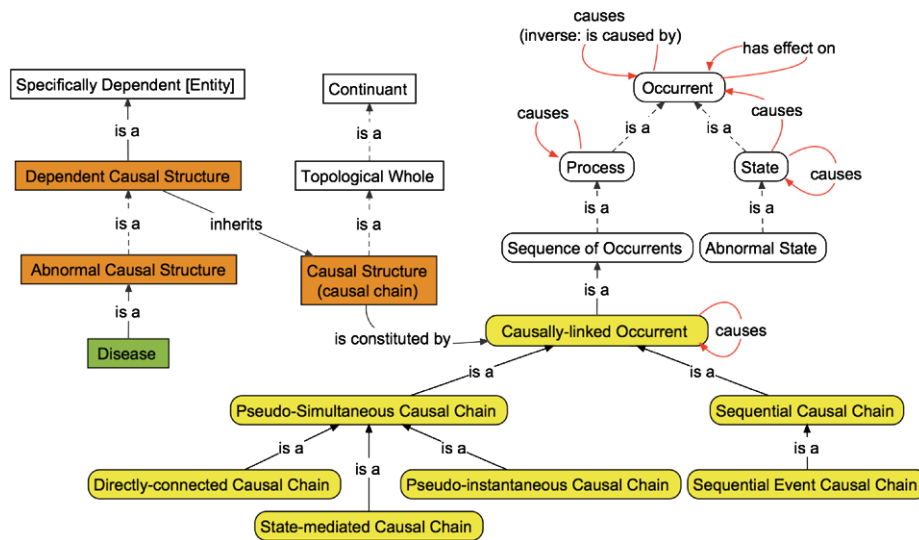 causes
(inverse: is caused by)
has effect on
Specifically Dependent [Entity]
Continuant
Occurrent
causes
causes
is a
is a
is a
is a
Dependent Causal Structure
Topological Whole
Process
State
causes
inherits
is a
is a
is a
is a
Sequence of Occurrents
Abnormal State
Abnormal Causal Structure
Causal Structure
(causal chain)
is a
is a
is constituted by
Causally-linked Occurrent
causes
Disease
is a
is a
Pseudo-Simultaneous Causal Chain
Sequential Causal Chain
is a
is a
is a
is a
Directly-connected Causal Chain
Pseudo-instantaneous Causal Chain
Sequential Event Causal Chain
State-mediated Causal Chain